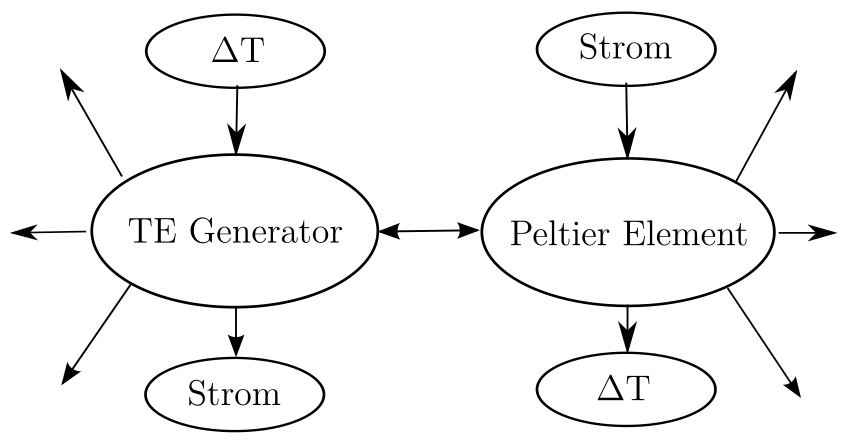 ΔT
Strom
TE Generator
Peltier Element
Strom
ΔT